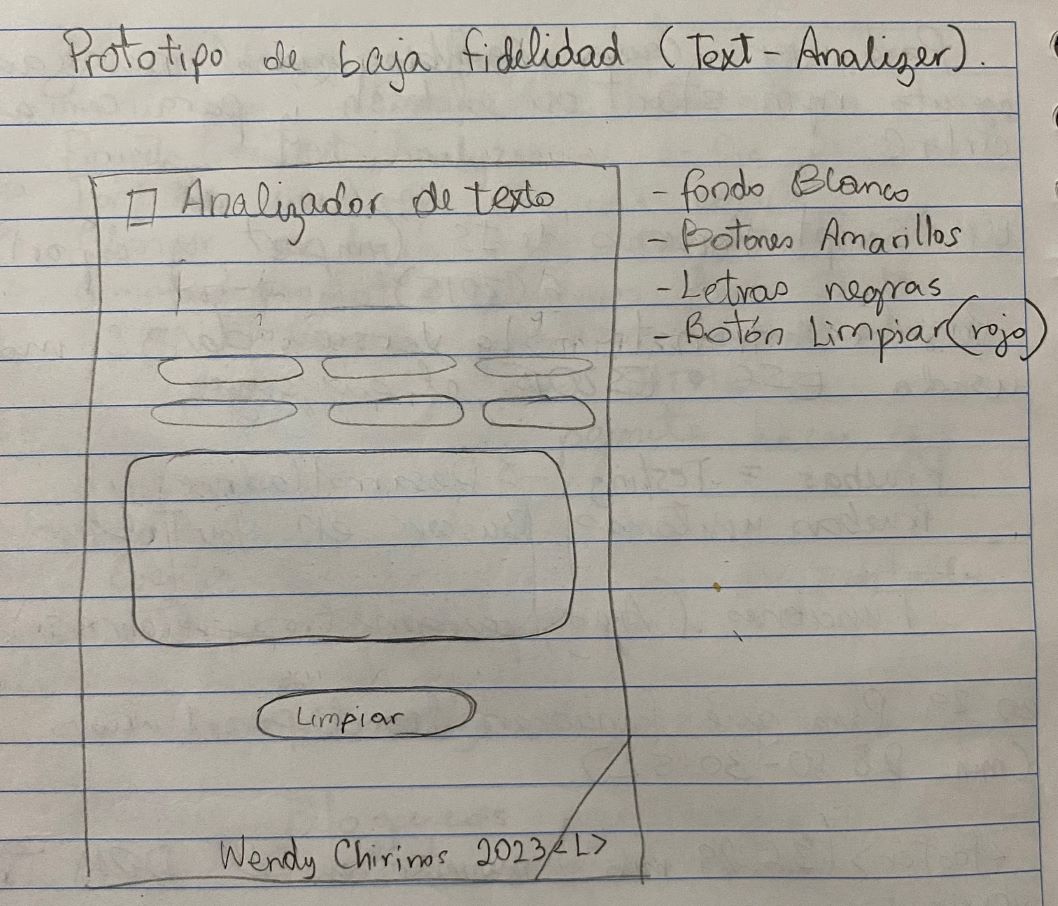 Prototipo de baja fidelidad (Text-Analizer).
Analizador de texto
- fondo Blanco
- Botones Amarillos
- Letras negras
- Botón Limpiar (rojo)
Limpiar
Wendy Chirinos 2023 <L>